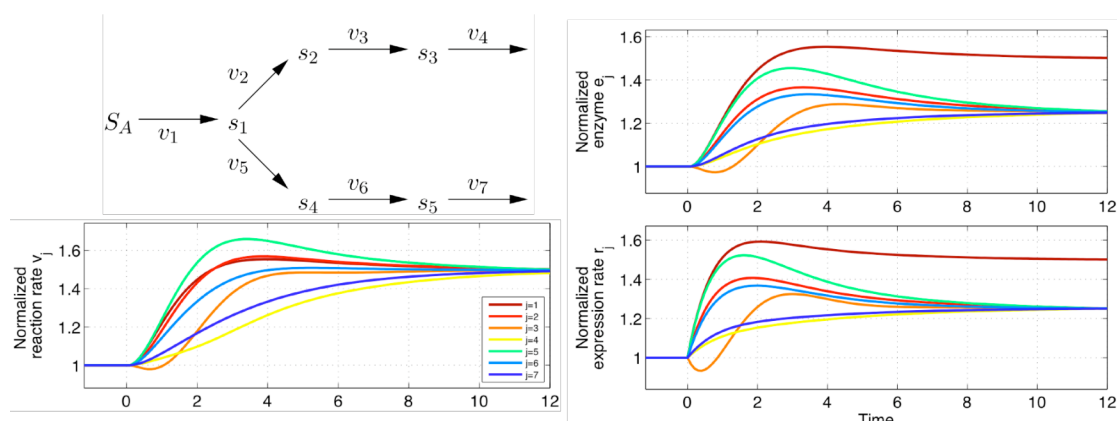 S_A
v_1
s_1
v_2
s_2
v_3
s_3
v_4
v_5
s_4
v_6
s_5
v_7
Normalized
enzyme e_j
1.6
1.4
1.2
1
0 2 4 6 8 10 12
Normalized
reaction rate v_j
1.6
1.4
1.2
1
0 2 4 6 8 10 12
j=1
j=2
j=3
j=4
j=5
j=6
j=7
Normalized
expression rate r_j
1.6
1.4
1.2
1
0 2 4 6 8 10 12
Time